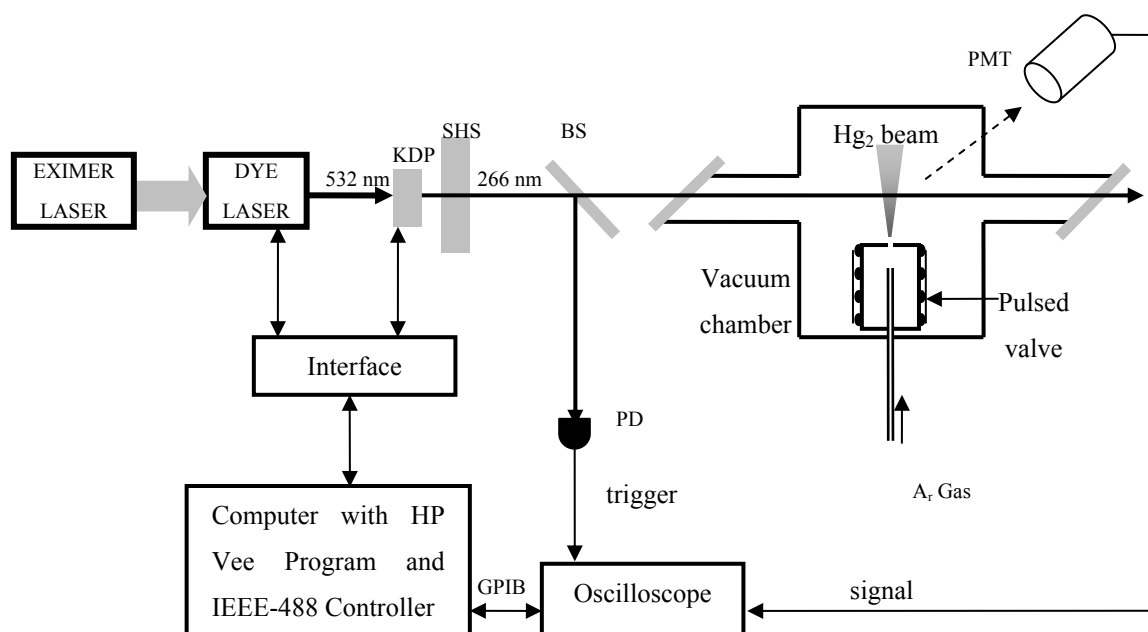 PMT
SHS
BS
KDP
Hg₂ beam
EXIMER
LASER
DYE
LASER
532 nm
266 nm
Vacuum
chamber
Pulsed
valve
Interface
PD
trigger
Aᵣ Gas
Computer with HP
Vee Program and
IEEE-488 Controller
GPIB
Oscilloscope
signal